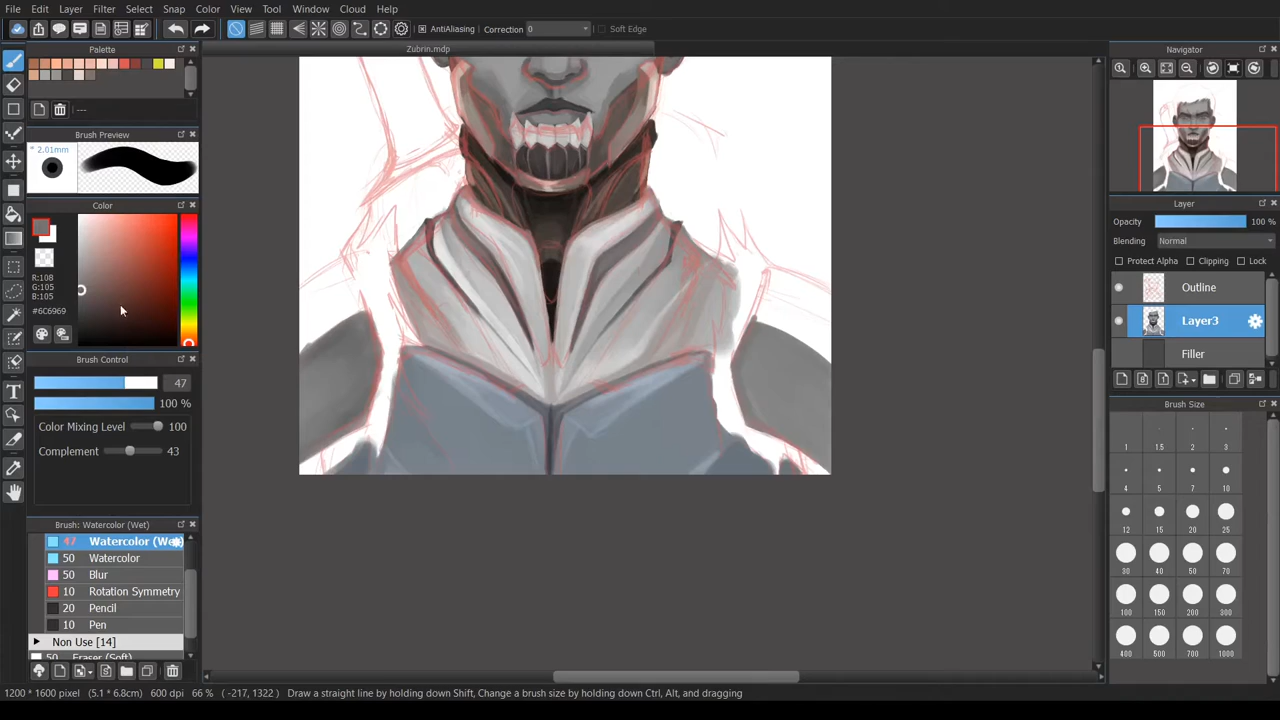 File Edit Layer Filter Select Snap Color View Tool Window Cloud Help
AntiAliasing Correction 0 Soft Edge
Palette
Zubrin.mdp
Navigator
---
Brush Preview
* 2.01mm
Color
R:108
G:105
B:105
#6C6969
Brush Control
47
100 %
Color Mixing Level 100
Complement 43
Brush: Watercolor (Wet)
47 Watercolor (Wet)
50 Watercolor
50 Blur
10 Rotation Symmetry
20 Pencil
10 Pen
Non Use [14]
50 Eraser (Soft)
Layer
Opacity 100 %
Blending Normal
Protect Alpha Clipping Lock
Outline
Layer3
Filler
Brush Size
1 1.5 2 3
4 5 7 10
12 15 20 25
30 40 50 70
100 150 200 300
400 500 700 1000
1200 * 1600 pixel (5.1 * 6.8cm) 600 dpi 66 % ( -217, 1322 ) Draw a straight line by holding down Shift, Change a brush size by holding down Ctrl, Alt, and dragging